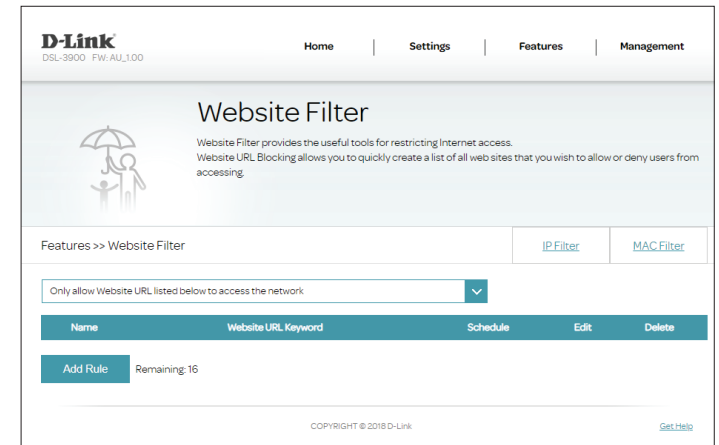 D-Link
DSL-3900 FW: AU_1.00
Home
Settings
Features
Management
Website Filter
Website Filter provides the useful tools for restricting Internet access.
Website URL Blocking allows you to quickly create a list of all web sites that you wish to allow or deny users from
accessing.
Features >> Website Filter
IP Filter
MAC Filter
Only allow Website URL listed below to access the network
Name Website URL Keyword Schedule Edit Delete
Add Rule Remaining: 16
COPYRIGHT © 2018 D-Link
Get Help